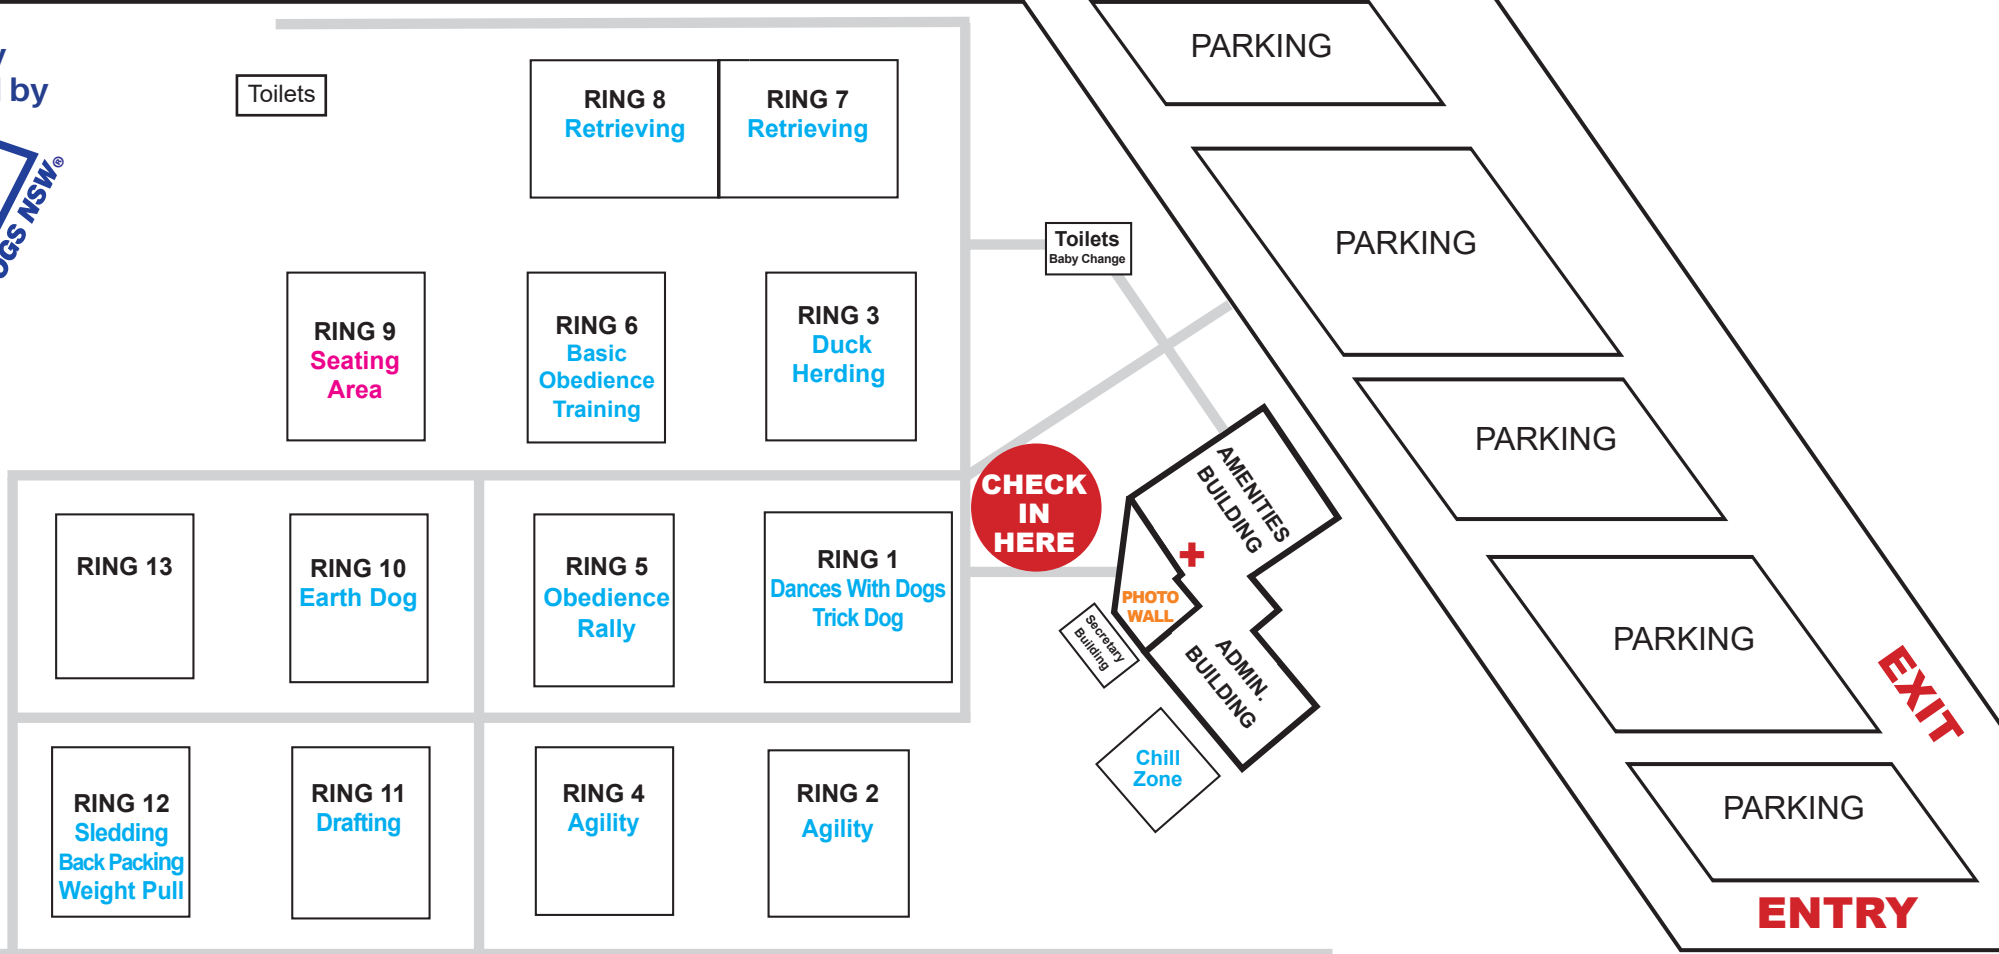 by
Toilets
RING 8
Retrieving
RING 7
Retrieving
PARKING
NSW®
Toilets
Baby Change
PARKING
RING 9
Seating
Area
RING 6
Basic
Obedience
Training
RING 3
Duck
Herding
PARKING
CHECK
IN
HERE
AMENITIES
BUILDING
RING 13
RING 10
Earth Dog
RING 5
Obedience
Rally
RING 1
Dances With Dogs
Trick Dog
PHOTO
WALL
Secretary
Building
ADMIN.
BUILDING
PARKING
EXIT
Chill
Zone
RING 12
Sledding
Back Packing
Weight Pull
RING 11
Drafting
RING 4
Agility
RING 2
Agility
PARKING
ENTRY